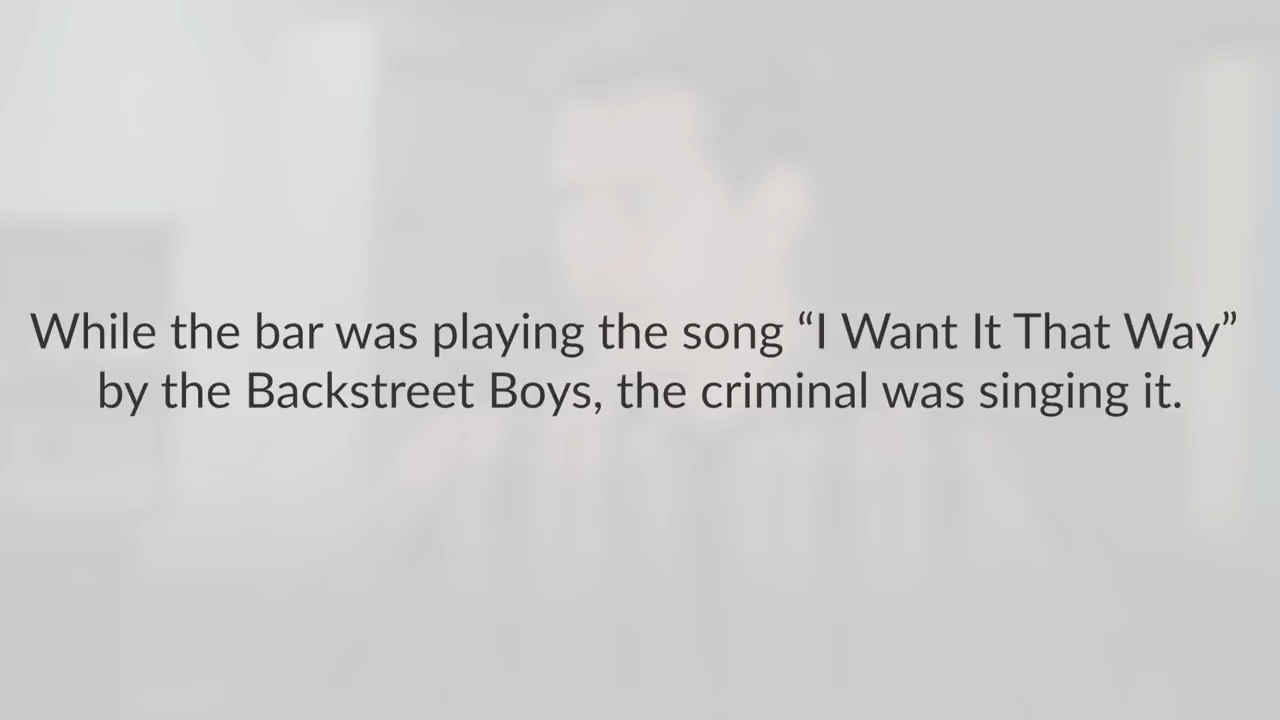 While the bar was playing the song “I Want It That Way”
by the Backstreet Boys, the criminal was singing it.